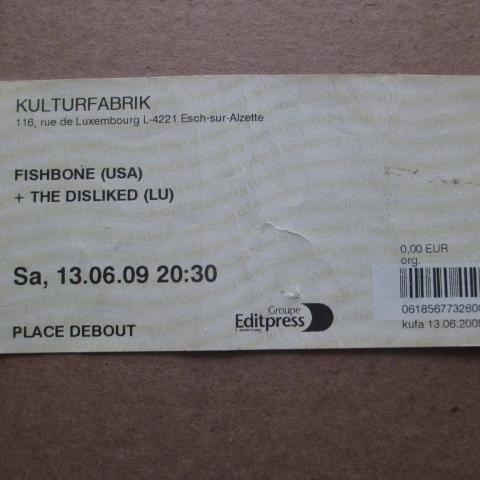 KULTURFABRIK
116, rue de Luxembourg L-4221 Esch-sur-Alzette
FISHBONE (USA)
+ THE DISLIKED (LU)
Sa, 13.06.09 20:30
0,00 EUR
org.
PLACE DEBOUT
Groupe
Editpress
0618567732600
kufa 13.06.2009